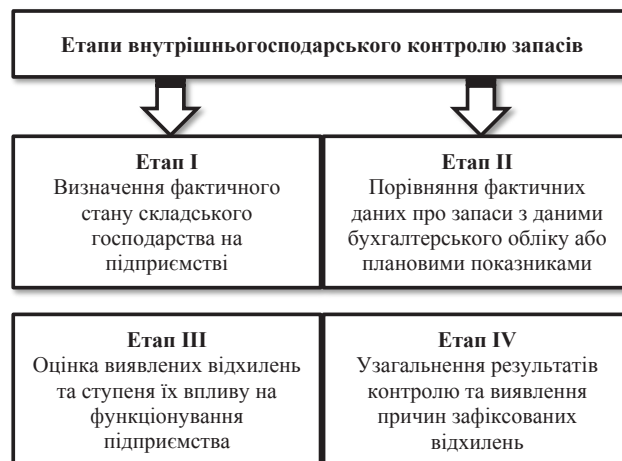 Етапи внутрішньогосподарського контролю запасів
Етап I
Визначення фактичного
стану складського
господарства на
підприємстві
Етап II
Порівняння фактичних
даних про запаси з даними
бухгалтерського обліку або
плановими показниками
Етап III
Оцінка виявлених відхилень
та ступеня їх впливу на
функціонування
підприємства
Етап IV
Узагальнення результатів
контролю та виявлення
причин зафіксованих
відхилень